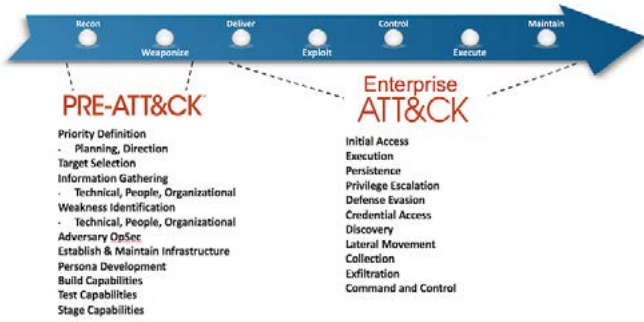 Recon
Weaponize
Deliver
Exploit
Control
Execute
Maintain
PRE-ATT&CK™
Priority Definition
- Planning, Direction
Target Selection
Information Gathering
- Technical, People, Organizational
Weakness Identification
- Technical, People, Organizational
Adversary OpSec
Establish & Maintain Infrastructure
Persona Development
Build Capabilities
Test Capabilities
Stage Capabilities
Enterprise
ATT&CK
Initial Access
Execution
Persistence
Privilege Escalation
Defense Evasion
Credential Access
Discovery
Lateral Movement
Collection
Exfiltration
Command and Control